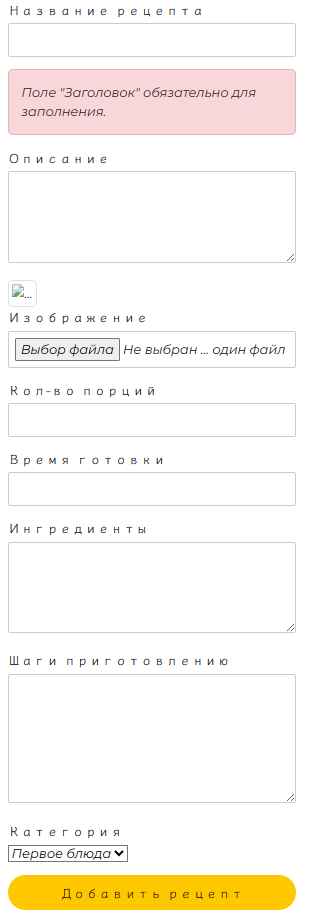 Название рецепта
Поле "Заголовок" обязательно для
заполнения.
Описание
...
Изображение
Выбор файла Не выбран ... один файл
Кол-во порций
Время готовки
Ингредиенты
Шаги приготовлению
Категория
Первое блюда
Добавить рецепт